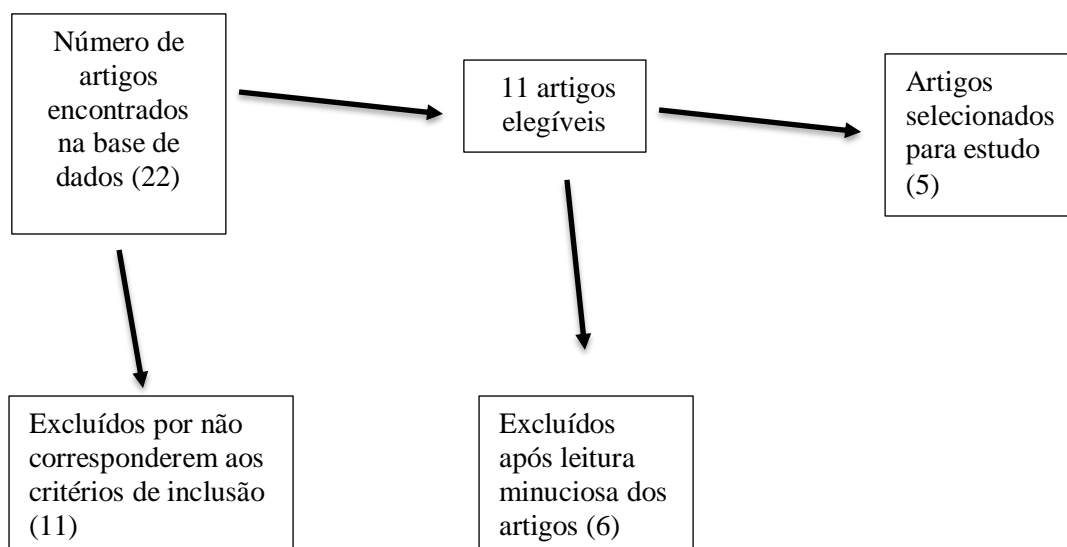 Número de
artigos
encontrados
na base de
dados (22)
11 artigos
elegíveis
Artigos
selecionados
para estudo
(5)
Excluídos por não
corresponderem aos
critérios de inclusão
(11)
Excluídos
após leitura
minuciosa dos
artigos (6)